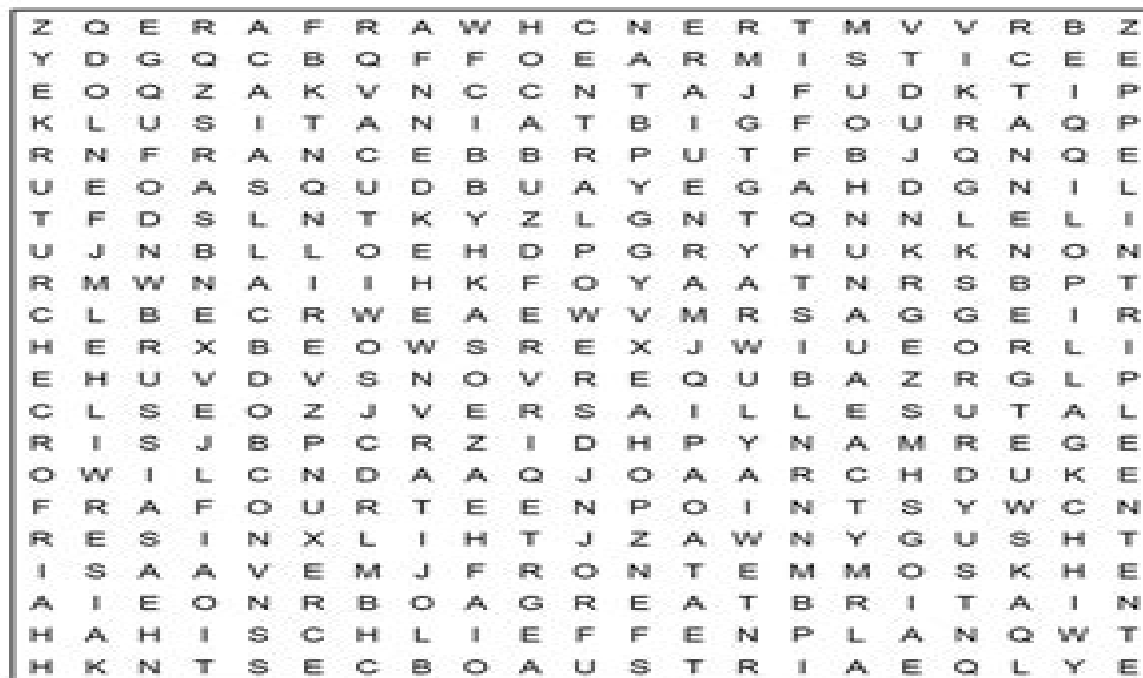 Z Q E R A F R A W H C N E R T M V V R B Z
Y D G Q C B Q F F O E A R M I S T I C E E
E O Q Z A K V N C C N T A J F U D K T I P
K L U S I T A N I A T B I G F O U R A Q P
R N F R A N C E B B R P U T F B J Q N Q E
U E O A S Q U D B U A Y E G A H D G N I L
T F D S L N T K Y Z L G N T Q N N L E L I
U J N B L L O E H D P G R Y H U K K N O N
R M W N A I I H K F O Y A A T N R S B P T
C L B E C R W E A E W V M R S A G G E I R
H E R X B E O W S R E X J W I U E O R L I
E H U V D V S N O V R E Q U B A Z R G L P
C L S E O Z J V E R S A I L L E S U T A L
R I S J B P C R Z I D H P Y N A M R E G E
O W I L C N D A A Q J O A A R C H D U K E
F R A F O U R T E E N P O I N T S Y W C N
R E S I N X L I H T J Z A W N Y G U S H T
I S A A V E M J F R O N T E M M O S K H E
A I E O N R B O A G R E A T B R I T A I N
H A H I S C H L I E F F E N P L A N Q W T
H K N T S E C B O A U S T R I A E Q L Y E